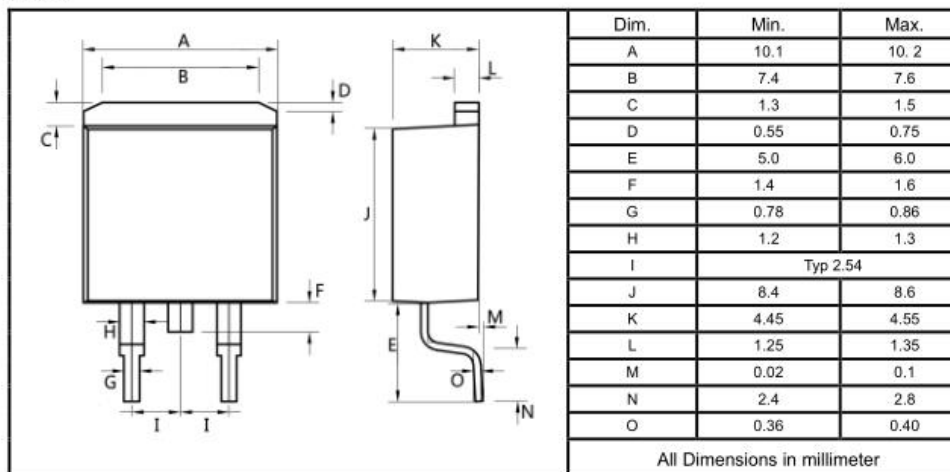 A
B
C
D
F
H
G
I I
K
L
J
E
M
O
N
Dim. Min. Max.
A 10.1 10. 2
B 7.4 7.6
C 1.3 1.5
D 0.55 0.75
E 5.0 6.0
F 1.4 1.6
G 0.78 0.86
H 1.2 1.3
I Typ 2.54
J 8.4 8.6
K 4.45 4.55
L 1.25 1.35
M 0.02 0.1
N 2.4 2.8
O 0.36 0.40
All Dimensions in millimeter